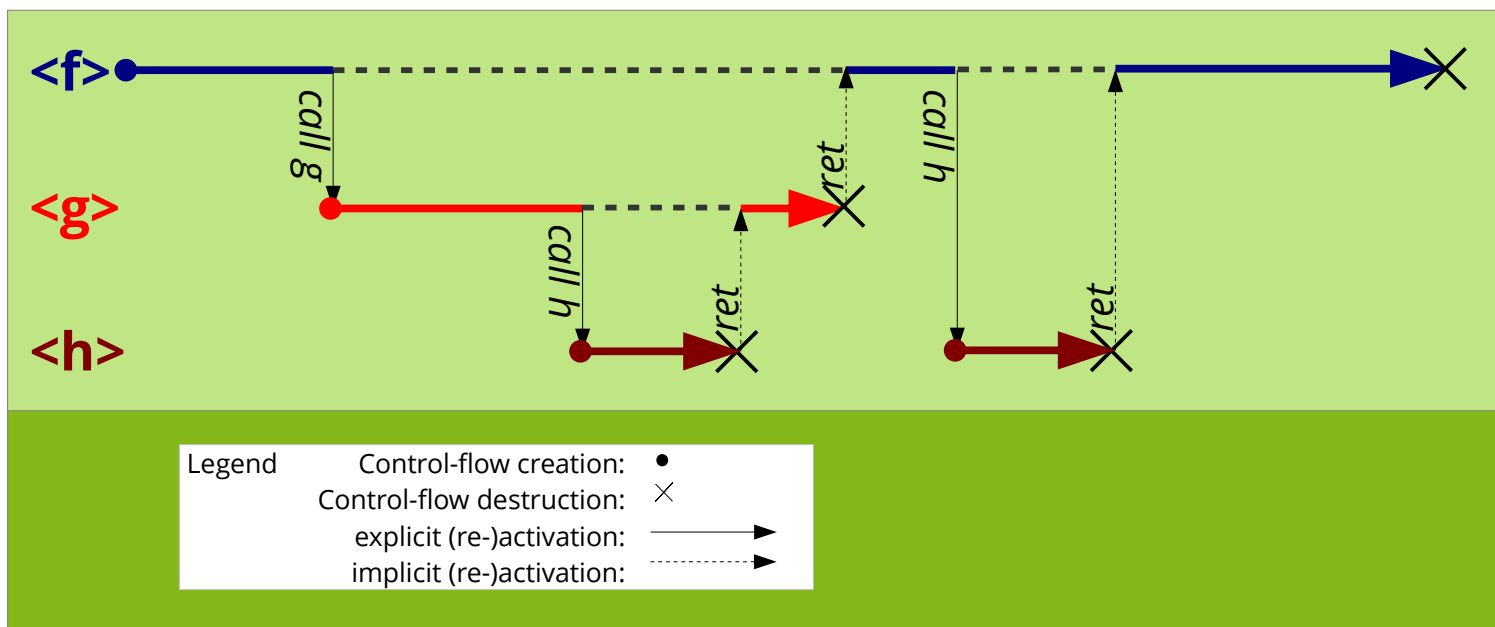 <f>
call g
ret
call h
<g>
call h
ret
ret
<h>
Legend
Control-flow creation:
Control-flow destruction:
explicit (re-)activation:
implicit (re-)activation: